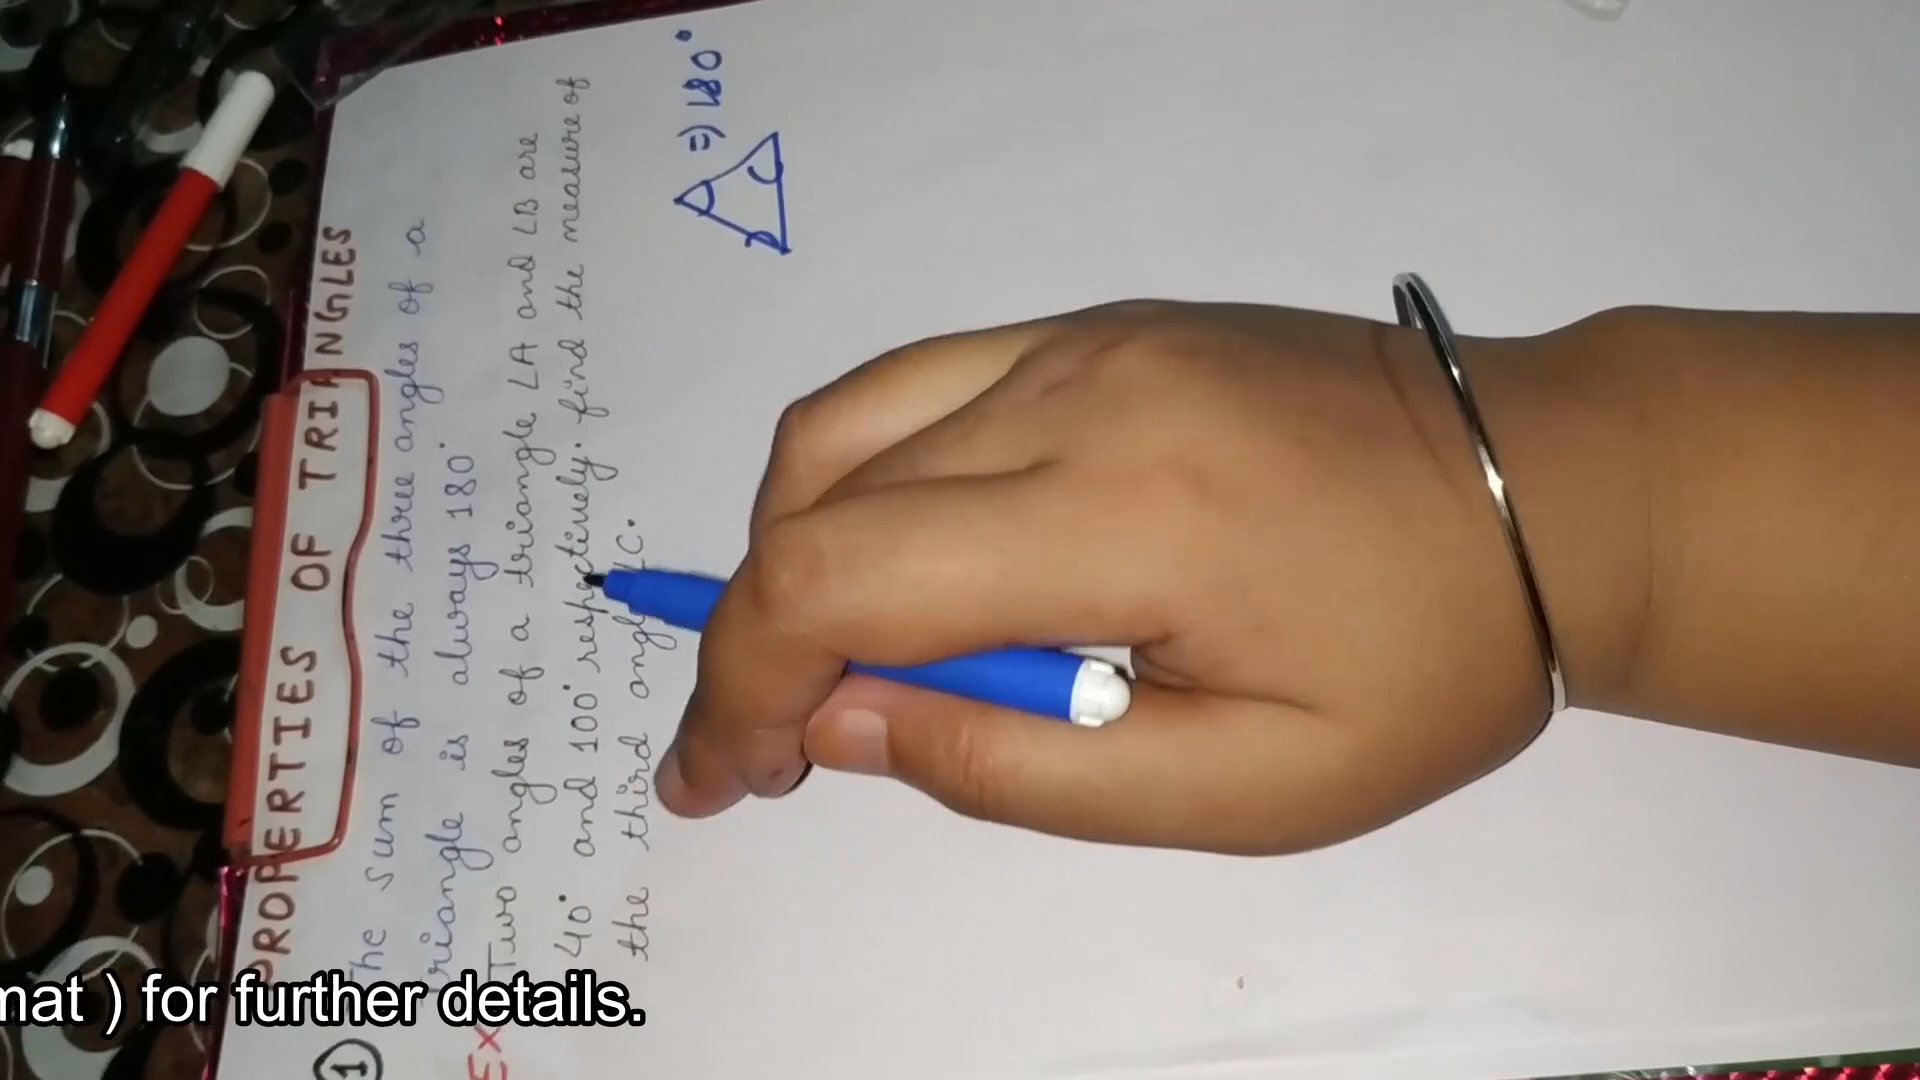 PROPERTIES OF TRIANGLES
1 The sum of the three angles of a
triangle is always 180°
Ex Two angles of a triangle ∠A and ∠B are
40° and 100° respectively. find the measure of
the third angle ∠C.
=) 180°
mat ) for further details.